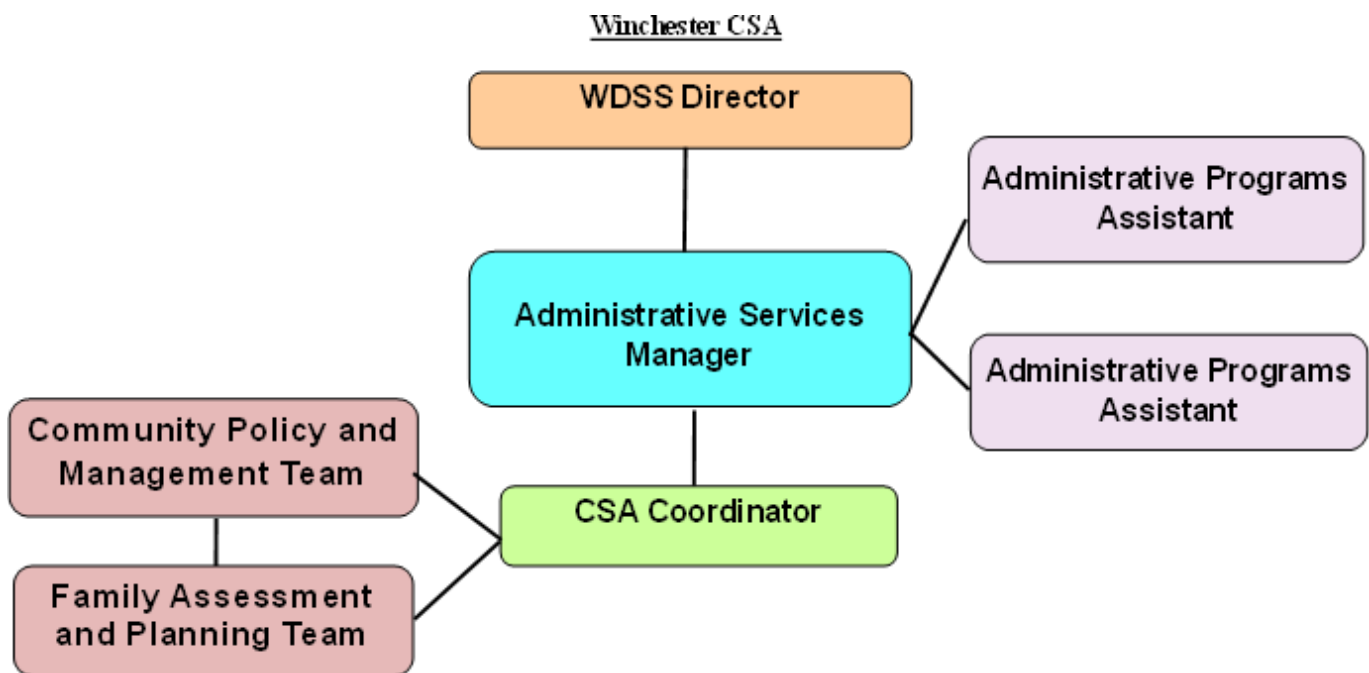 Winchester CSA
WDSS Director
Administrative Programs
Assistant
Administrative Services
Manager
Administrative Programs
Assistant
Community Policy and
Management Team
CSA Coordinator
Family Assessment
and Planning Team